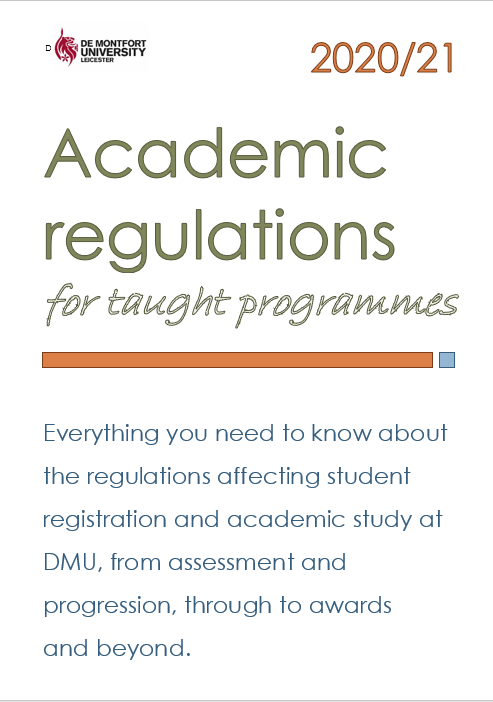 D
DE MONTFORT
UNIVERSITY
LEICESTER
2020/21
Academic
regulations
for taught programmes
Everything you need to know about
the regulations affecting student
registration and academic study at
DMU, from assessment and
progression, through to awards
and beyond.